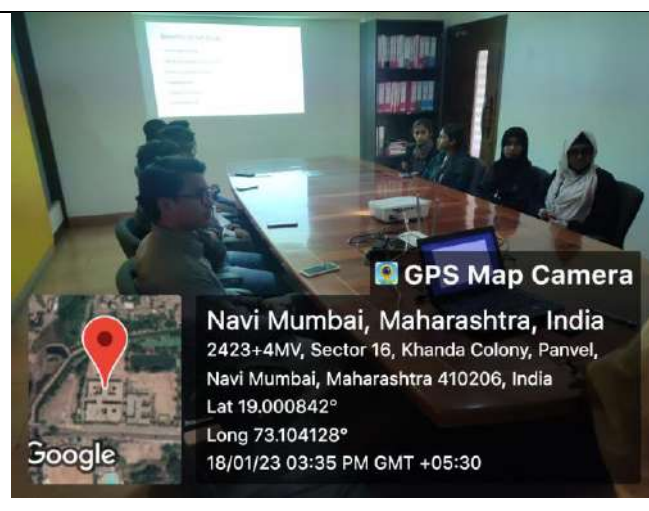 GPS Map Camera
Navi Mumbai, Maharashtra, India
2423+4MV, Sector 16, Khanda Colony, Panvel,
Navi Mumbai, Maharashtra 410206, India
Lat 19.000842°
Long 73.104128°
18/01/23 03:35 PM GMT +05:30
Google